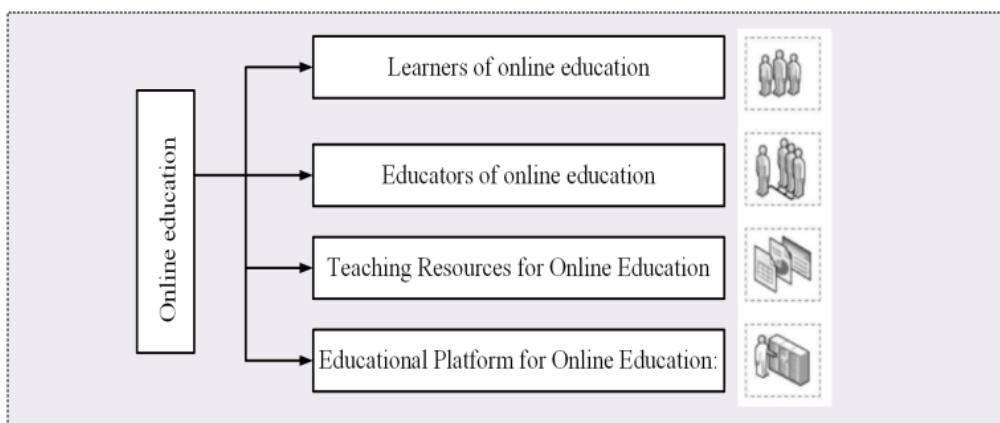 Online education
Learners of online education
Educators of online education
Teaching Resources for Online Education
Educational Platform for Online Education: